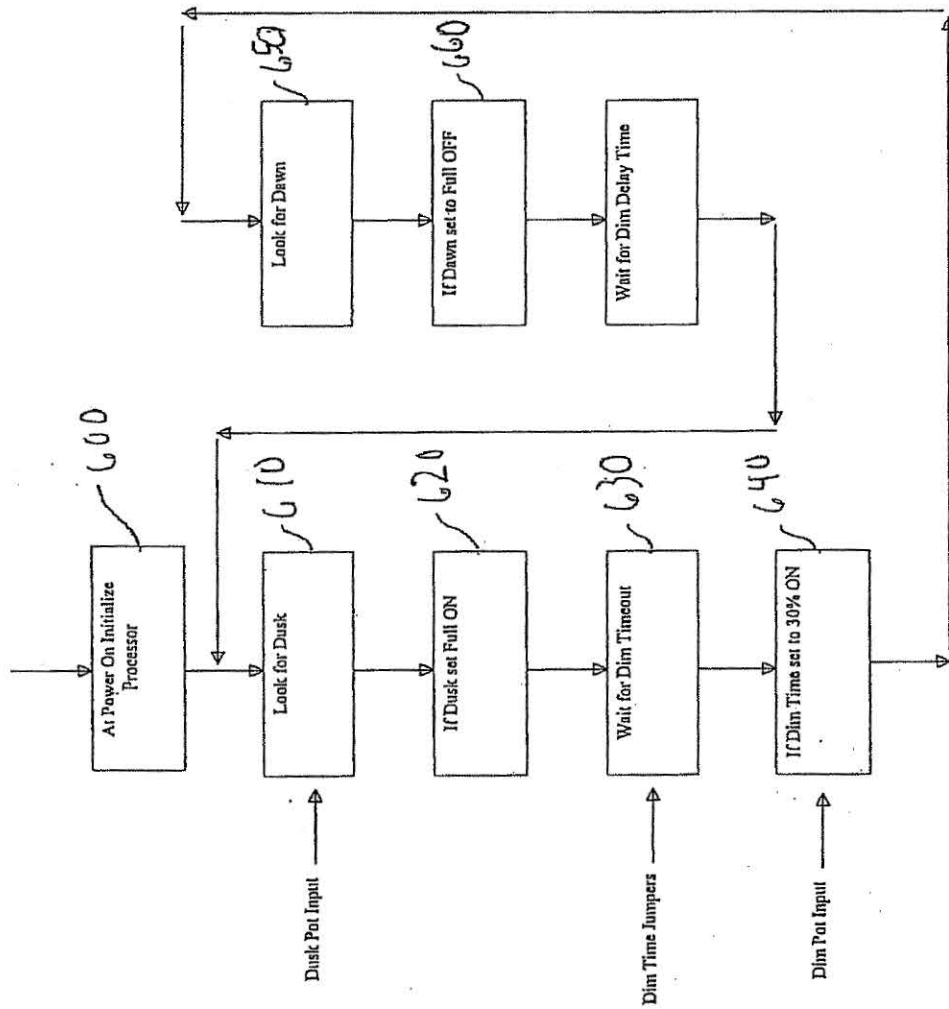 600
At Power On Initialize
Processor
610
Look for Dusk
Dusk Pot Input
620
If Dusk set Full ON
630
Wait for Dim Timeout
Dim Time Jumpers
640
If Dim Time set to 30% ON
Dim Pot Input
650
Look for Dawn
660
If Dawn set to Full OFF
Wait for Dim Delay Time